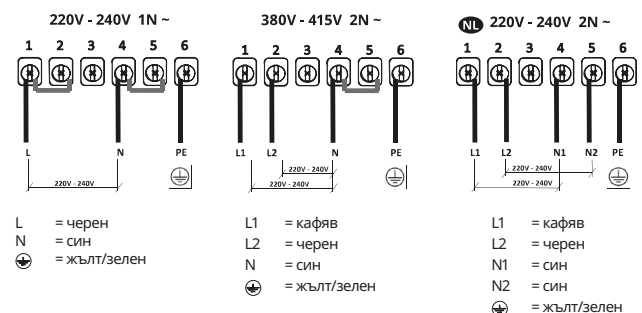 220V - 240V 1N ~
1 2 3 4 5 6
L N PE
220V - 240V
L = черен
N = син
= жълт/зелен
380V - 415V 2N ~
1 2 3 4 5 6
L1 L2 N PE
220V - 240V
220V - 240V
L1 = кафяв
L2 = черен
N = син
= жълт/зелен
NL 220V - 240V 2N ~
1 2 3 4 5 6
L1 L2 N1 N2 PE
220V - 240V
220V - 240V
L1 = кафяв
L2 = черен
N1 = син
N2 = син
= жълт/зелен